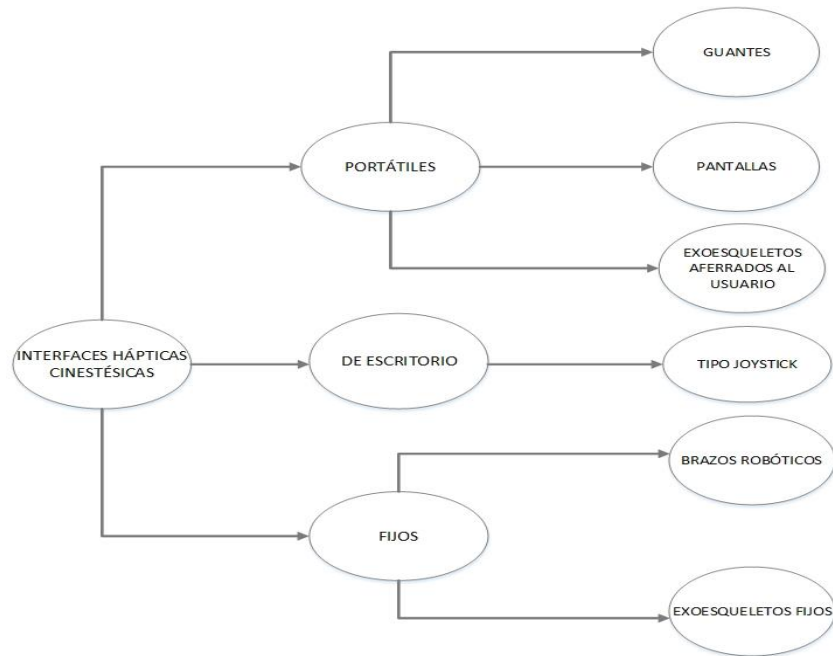 GUANTES
PORTÁTILES
PANTALLAS
EXOESQUELETOS
AFERRADOS AL
USUARIO
INTERFACES HÁPTICAS
CINESTÉSICAS
DE ESCRITORIO
TIPO JOYSTICK
BRAZOS ROBÓTICOS
FIJOS
EXOESQUELETOS FIJOS